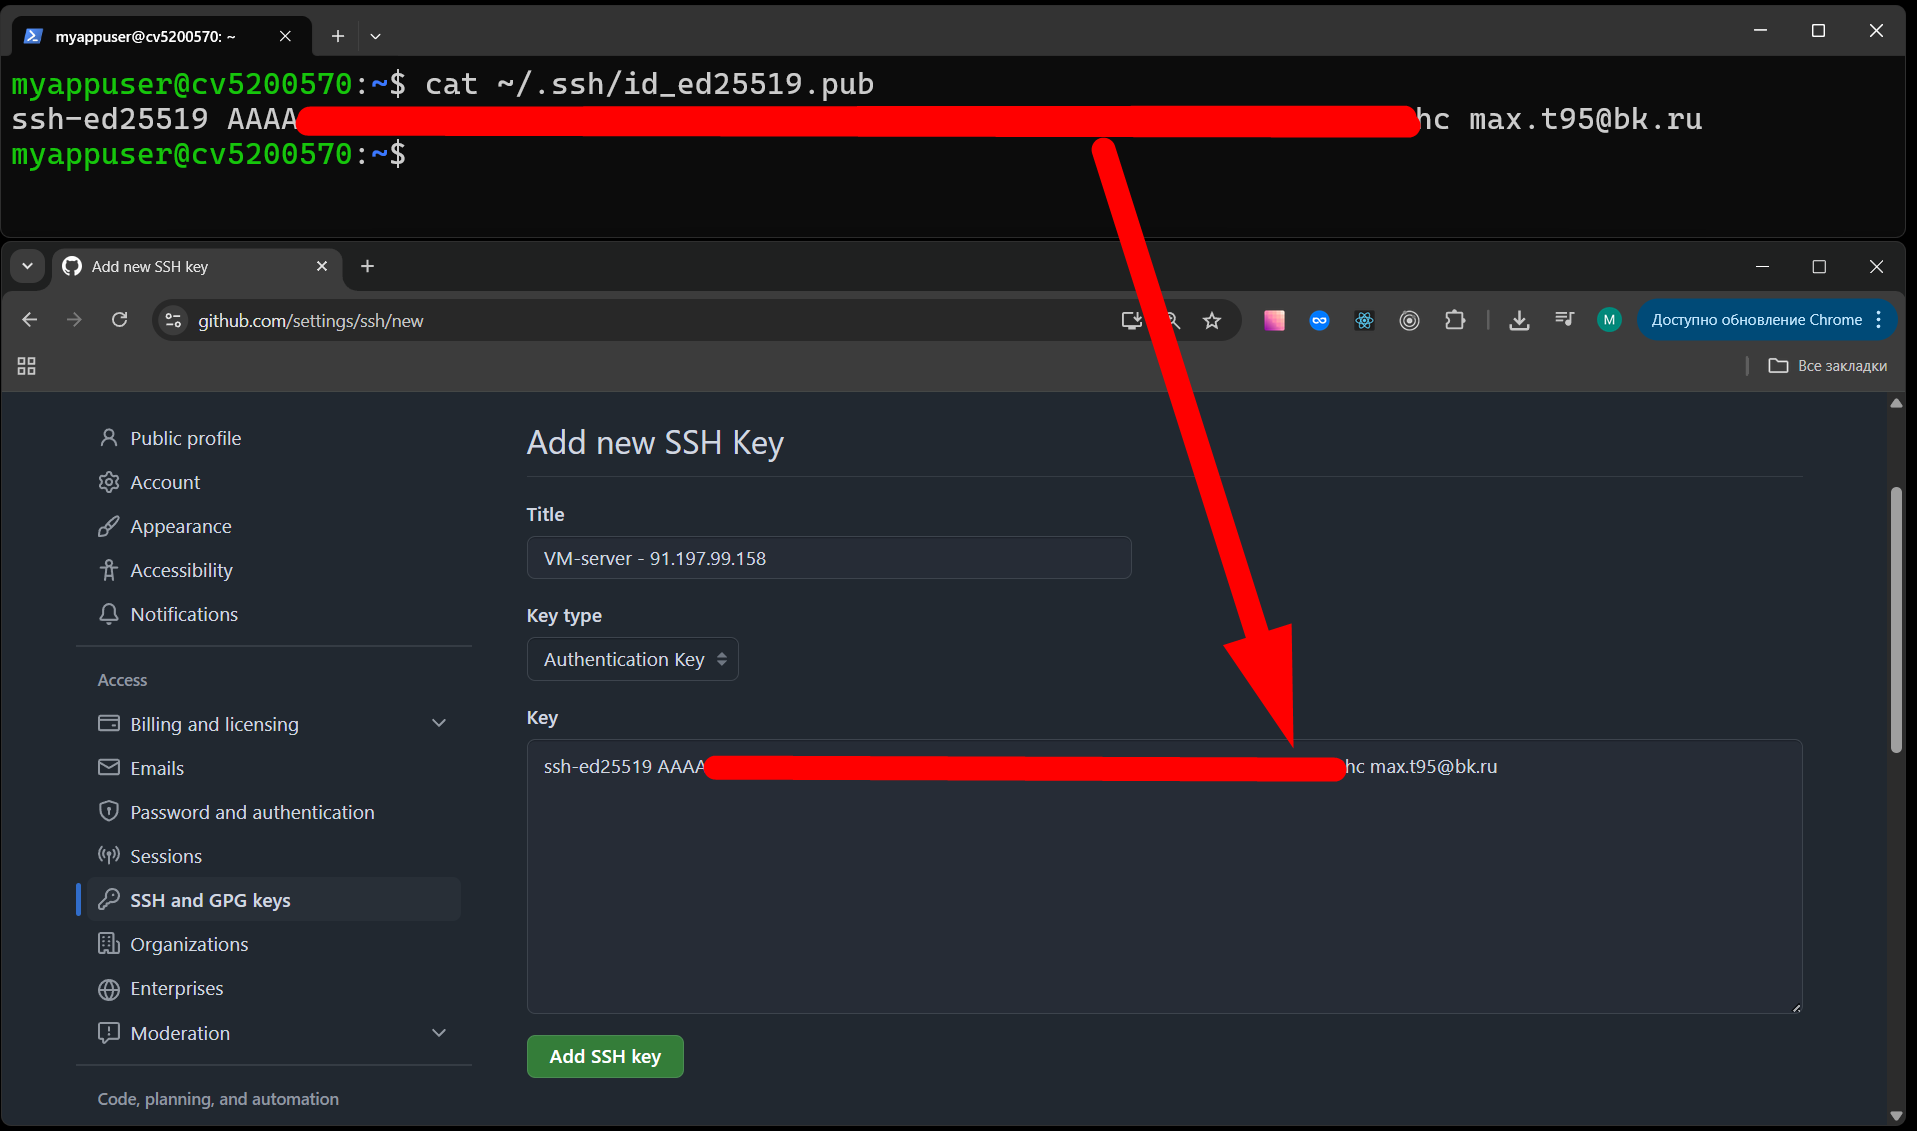 myappuser@cv5200570: ~
myappuser@cv5200570:~$ cat ~/.ssh/id_ed25519.pub
ssh-ed25519 AAAA hc max.t95@bk.ru
myappuser@cv5200570:~$
Add new SSH key
github.com/settings/ssh/new
M
Доступно обновление Chrome
Все закладки
Public profile
Account
Appearance
Accessibility
Notifications
Access
Billing and licensing
Emails
Password and authentication
Sessions
SSH and GPG keys
Organizations
Enterprises
Moderation
Code, planning, and automation
Add new SSH Key
Title
VM-server - 91.197.99.158
Key type
Authentication Key
Key
ssh-ed25519 AAAA hc max.t95@bk.ru
Add SSH key